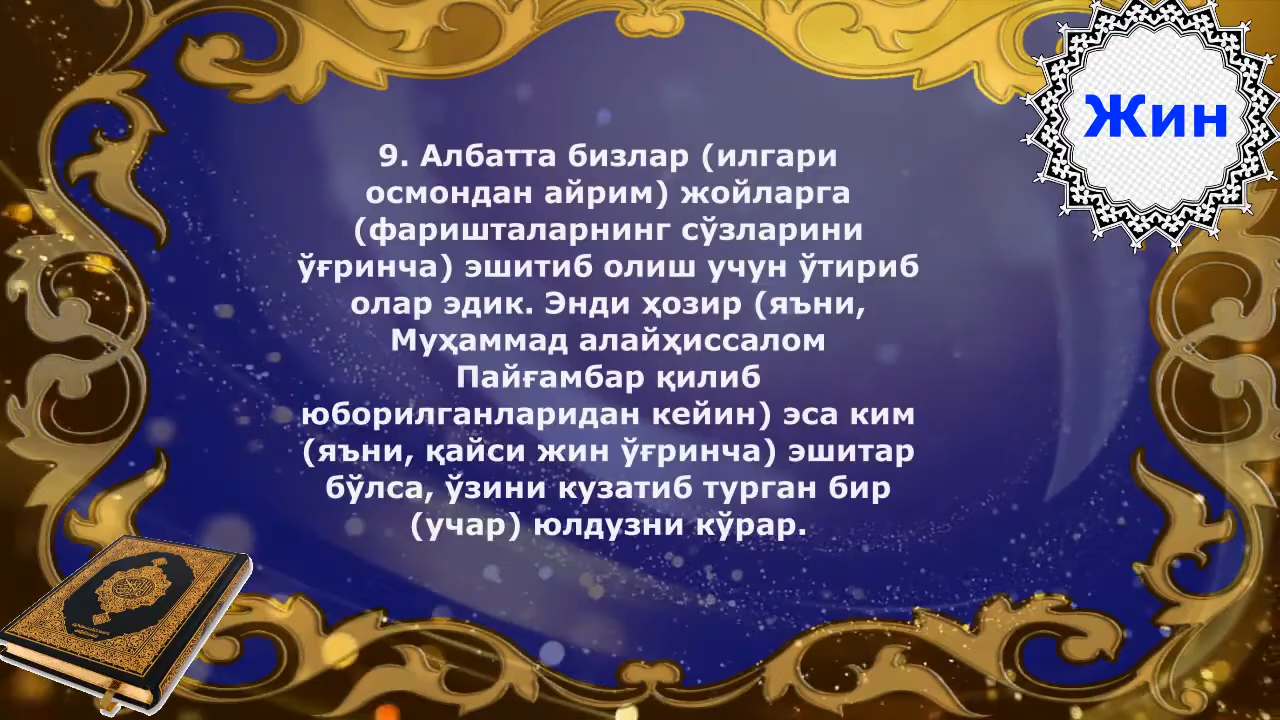 Жин
9. Албатта бизлар (илгари
осмондан айрим) жойларга
(фаришталарнинг сўзларини
ўғринча) эшитиб олиш учун ўтириб
олар эдик. Энди ҳозир (яъни,
Муҳаммад алайҳиссалом
Пайғамбар қилиб
юборилганларидан кейин) эса ким
(яъни, қайси жин ўғринча) эшитар
бўлса, ўзини кузатиб турган бир
(учар) юлдузни кўрар.